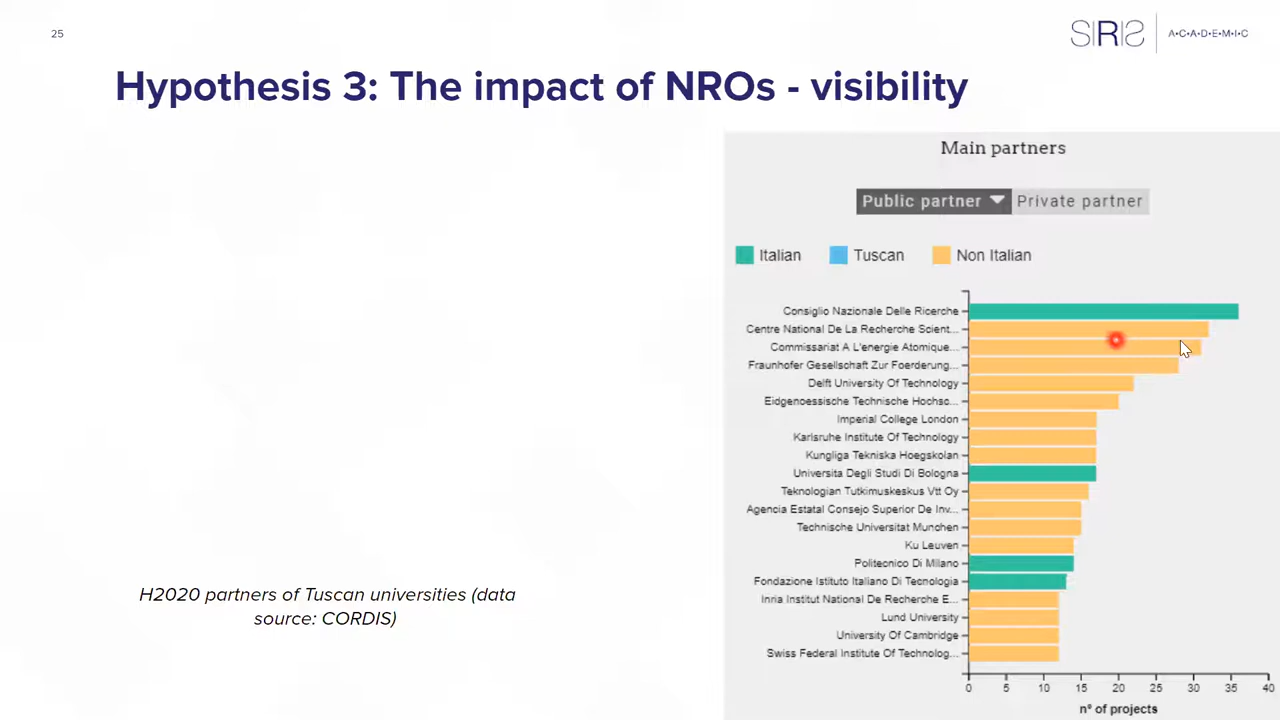 25
SIRIS A•C•A•D•E•M•I•C
Hypothesis 3: The impact of NROs - visibility
Main partners
Public partner Private partner
Italian Tuscan Non Italian
Consiglio Nazionale Delle Ricerche
Centre National De La Recherche Scient...
Commissariat A L'energie Atomique...
Fraunhofer Gesellschaft Zur Foerderung...
Delft University Of Technology
Eidgenoessische Technische Hochsc...
Imperial College London
Karlsruhe Institute Of Technology
Kungliga Tekniska Hoegskolan
Universita Degli Studi Di Bologna
Teknologian Tutkimuskeskus Vtt Oy
Agencia Estatal Consejo Superior De Inv...
Technische Universitat Munchen
Ku Leuven
Politecnico Di Milano
Fondazione Istituto Italiano Di Tecnologia
Inria Institut National De Recherche E...
Lund University
University Of Cambridge
Swiss Federal Institute Of Technolog...
0 5 10 15 20 25 30 35 40
nº of projects
H2020 partners of Tuscan universities (data
source: CORDIS)